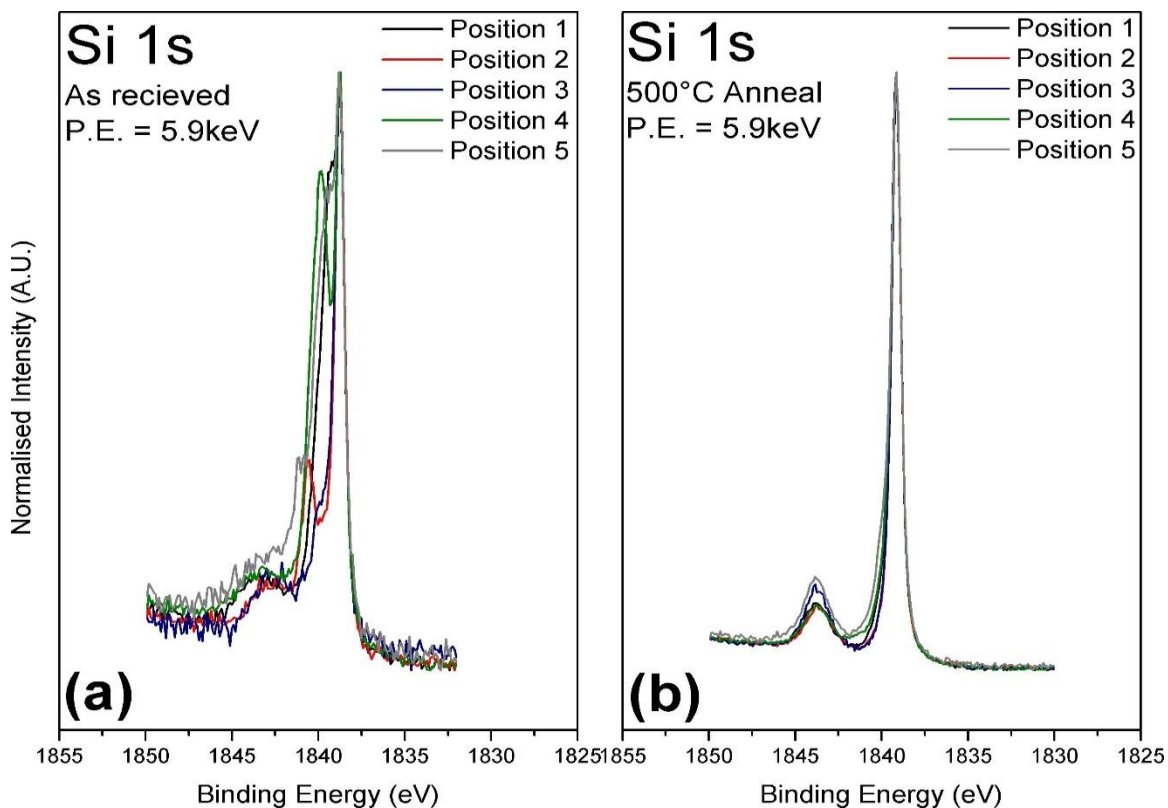 Si 1s
As recieved
P.E. = 5.9keV
Position 1
Position 2
Position 3
Position 4
Position 5
(a)
1855 1850 1845 1840 1835 1830 1825
Binding Energy (eV)
Normalised Intensity (A.U.)
Si 1s
500°C Anneal
P.E. = 5.9keV
Position 1
Position 2
Position 3
Position 4
Position 5
(b)
1855 1850 1845 1840 1835 1830 1825
Binding Energy (eV)